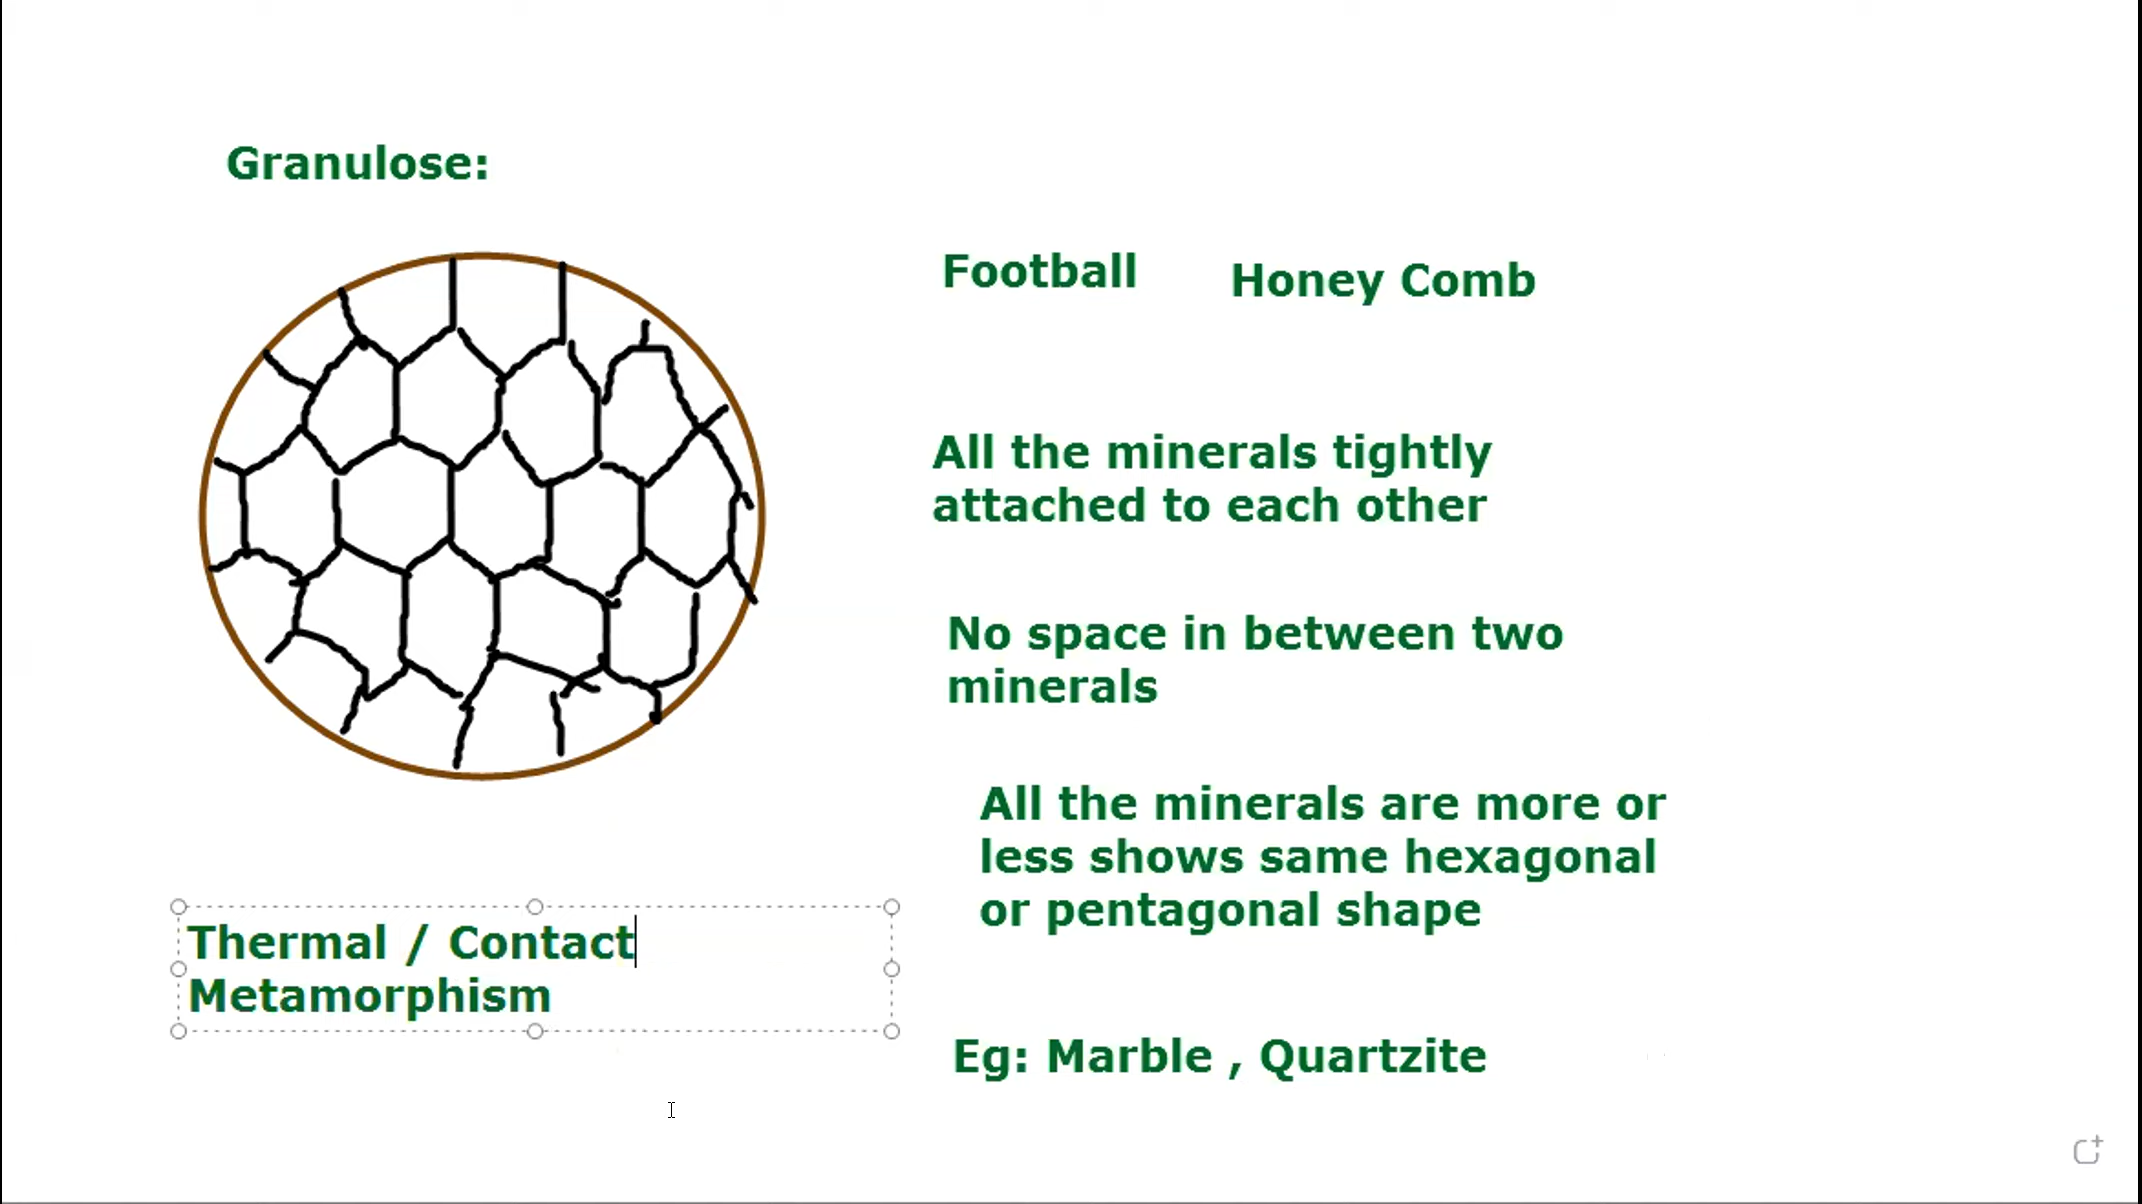 Granulose:
Football
Honey Comb
All the minerals tightly
attached to each other
No space in between two
minerals
All the minerals are more or
less shows same hexagonal
or pentagonal shape
Thermal / Contact
Metamorphism
Eg: Marble , Quartzite